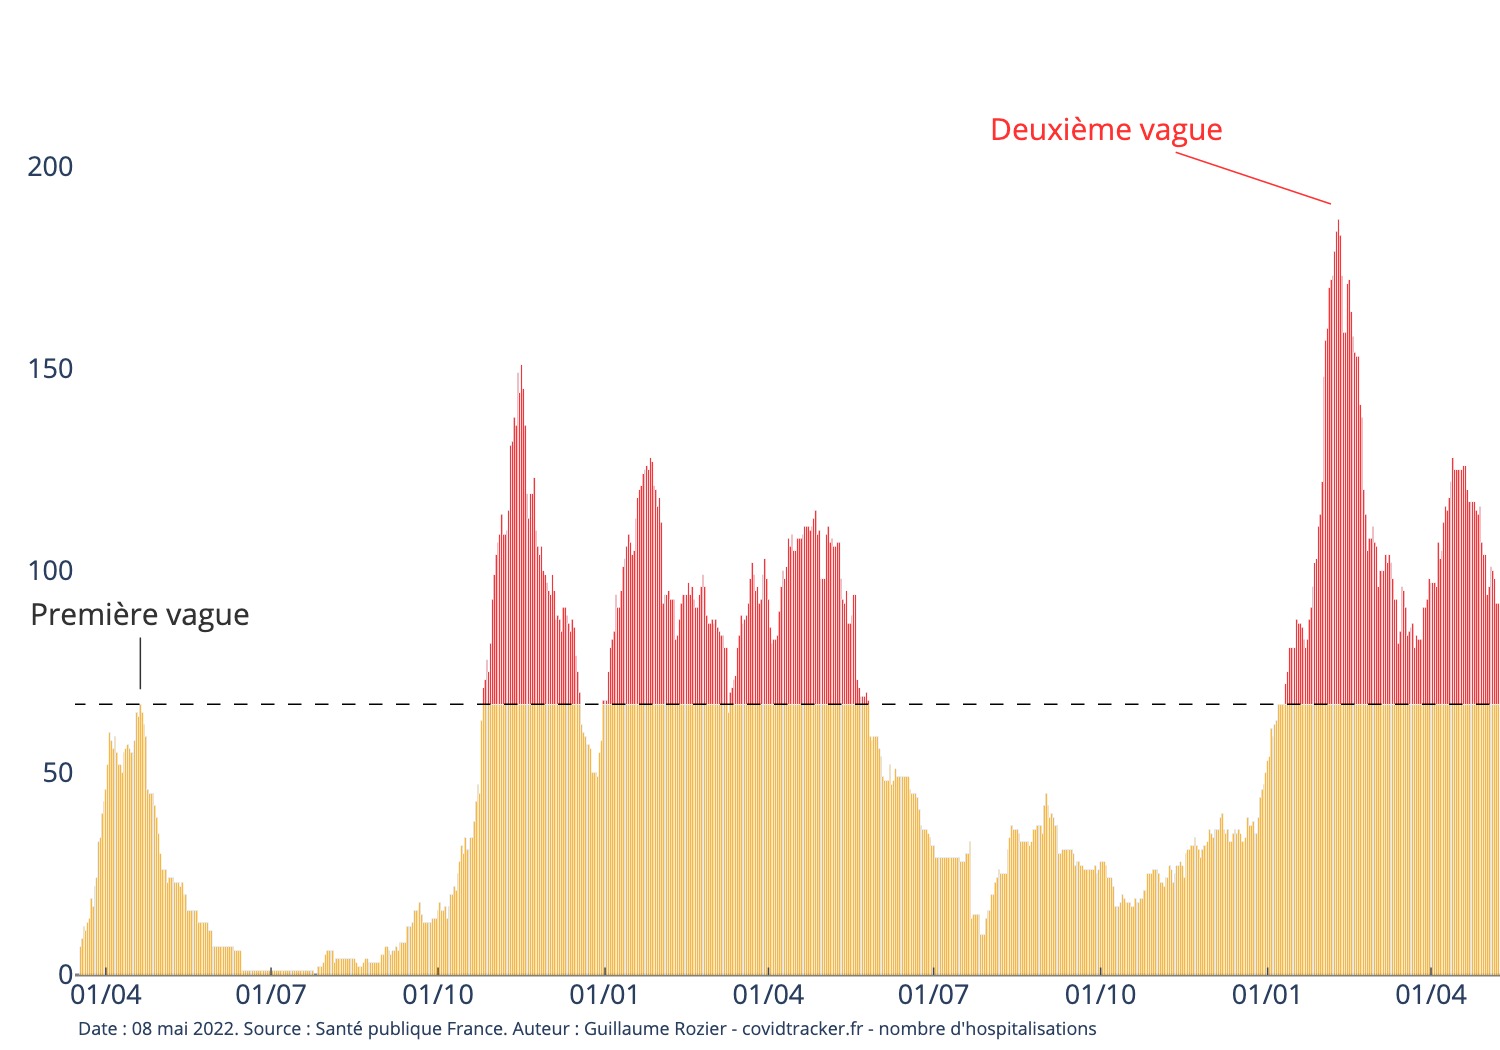 Deuxième vague
200
150
100
Première vague
50
0
01/04 01/07 01/10 01/01 01/04 01/07 01/10 01/01 01/04
Date : 08 mai 2022. Source : Santé publique France. Auteur : Guillaume Rozier - covidtracker.fr - nombre d'hospitalisations